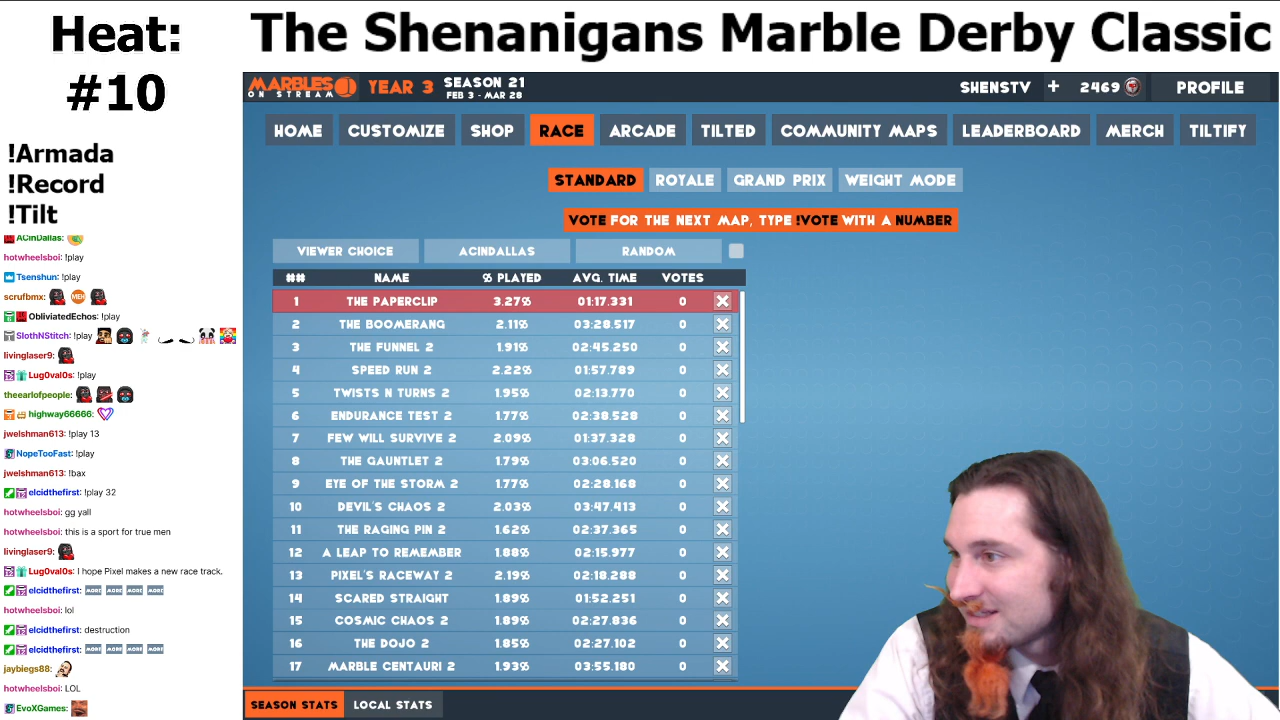 Heat:
#10
The Shenanigans Marble Derby Classic
!Armada
!Record
!Tilt
ACinDallas:
hotwheelsboi: !play
Tsenshun: !play
scrufbmx:
ObliviatedEchos: !play
SlothNStitch: !play
livinglaser9:
Lug0val0s: !play
theearlofpeople:
highway66666:
jwelshman613: !play 13
NopeTooFast: !play
jwelshman613: !bax
elcidthefirst: !play 32
hotwheelsboi: gg yall
hotwheelsboi: this is a sport for true men
livinglaser9:
Lug0val0s: I hope Pixel makes a new race track.
elcidthefirst: MORE MORE MORE MORE
hotwheelsboi: lol
elcidthefirst: destruction
elcidthefirst: MORE MORE MORE MORE
jaybiegs88:
hotwheelsboi: LOL
EvoXGames:
MARBLES ON STREAM YEAR 3 SEASON 21 FEB 3 - MAR 28 SHENSTV + 2469 PROFILE
HOME CUSTOMIZE SHOP RACE ARCADE TILTED COMMUNITY MAPS LEADERBOARD MERCH TILTIFY
STANDARD ROYALE GRAND PRIX WEIGHT MODE
VOTE FOR THE NEXT MAP, TYPE !VOTE WITH A NUMBER
VIEWER CHOICE ACINDALLAS RANDOM
## NAME % PLAYED AVG. TIME VOTES
1 THE PAPERCLIP 3.27% 01:17.331 0
2 THE BOOMERANG 2.11% 03:28.517 0
3 THE FUNNEL 2 1.91% 02:45.250 0
4 SPEED RUN 2 2.22% 01:57.789 0
5 TWISTS N TURNS 2 1.95% 02:13.770 0
6 ENDURANCE TEST 2 1.77% 02:38.528 0
7 FEW WILL SURVIVE 2 2.09% 01:37.328 0
8 THE GAUNTLET 2 1.79% 03:06.520 0
9 EYE OF THE STORM 2 1.77% 02:28.168 0
10 DEVIL'S CHAOS 2 2.03% 03:47.413 0
11 THE RAGING PIN 2 1.62% 02:37.365 0
12 A LEAP TO REMEMBER 1.88% 02:15.977 0
13 PIXEL'S RACEWAY 2 2.19% 02:18.288 0
14 SCARED STRAIGHT 1.89% 01:52.251 0
15 COSMIC CHAOS 2 1.89% 02:27.836 0
16 THE DOJO 2 1.85% 02:27.102 0
17 MARBLE CENTAURI 2 1.93% 03:55.180 0
SEASON STATS LOCAL STATS